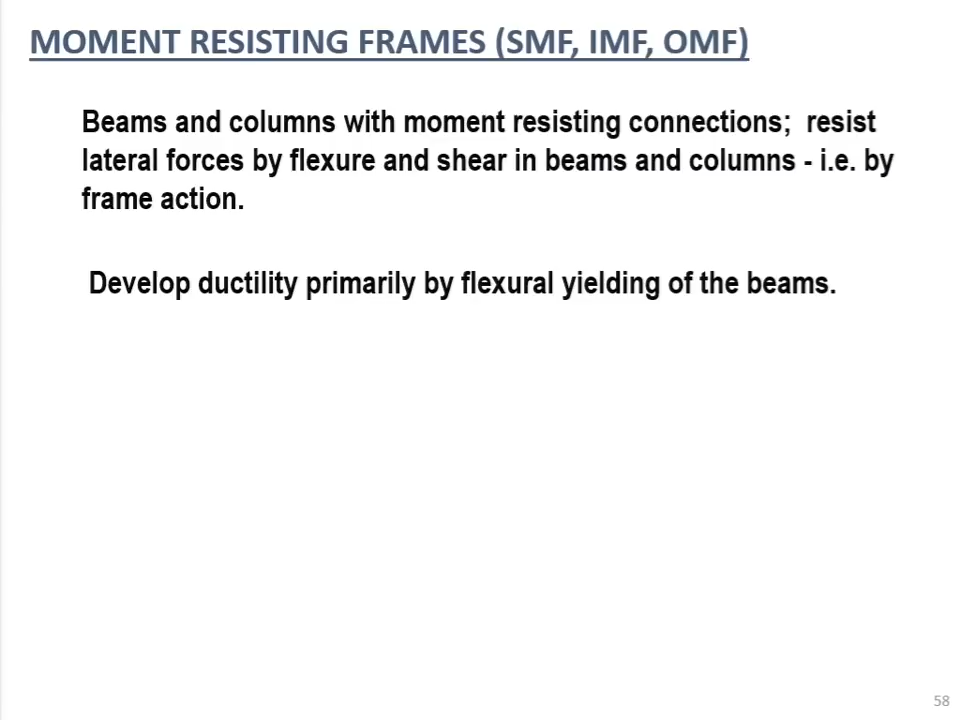 MOMENT RESISTING FRAMES (SMF, IMF, OMF)
Beams and columns with moment resisting connections; resist
lateral forces by flexure and shear in beams and columns - i.e. by
frame action.
Develop ductility primarily by flexural yielding of the beams.
58